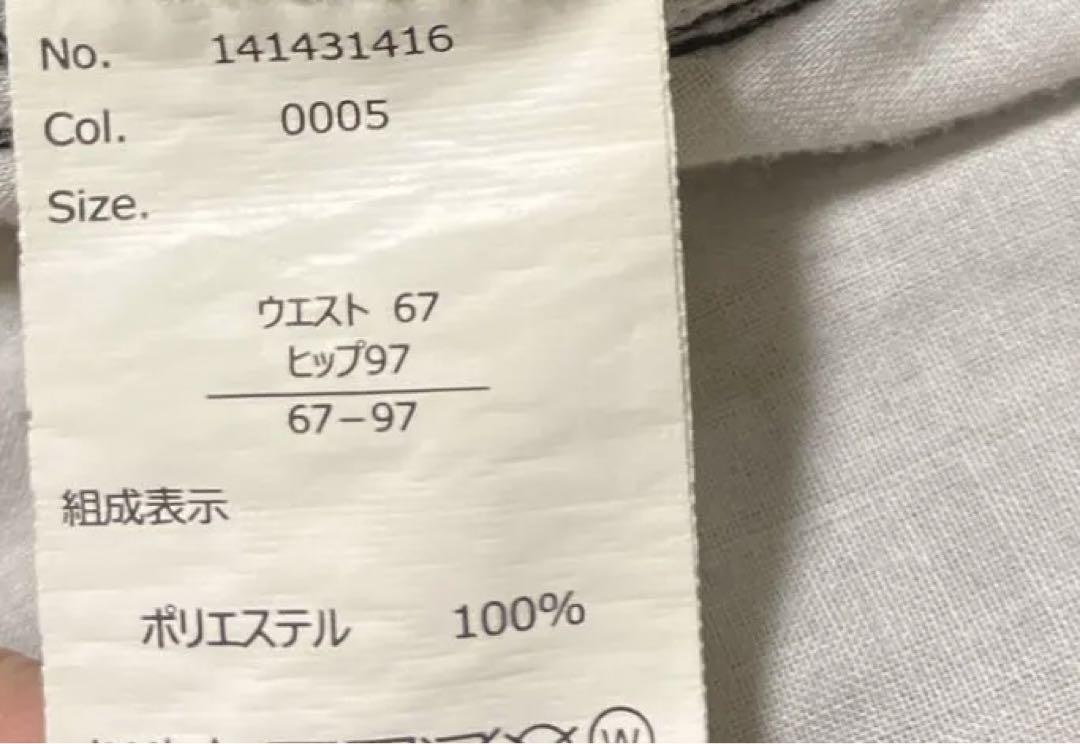 No. 141431416
Col. 0005
Size.
ウエスト 67
ヒップ97
67-97
組成表示
ポリエステル 100%
W